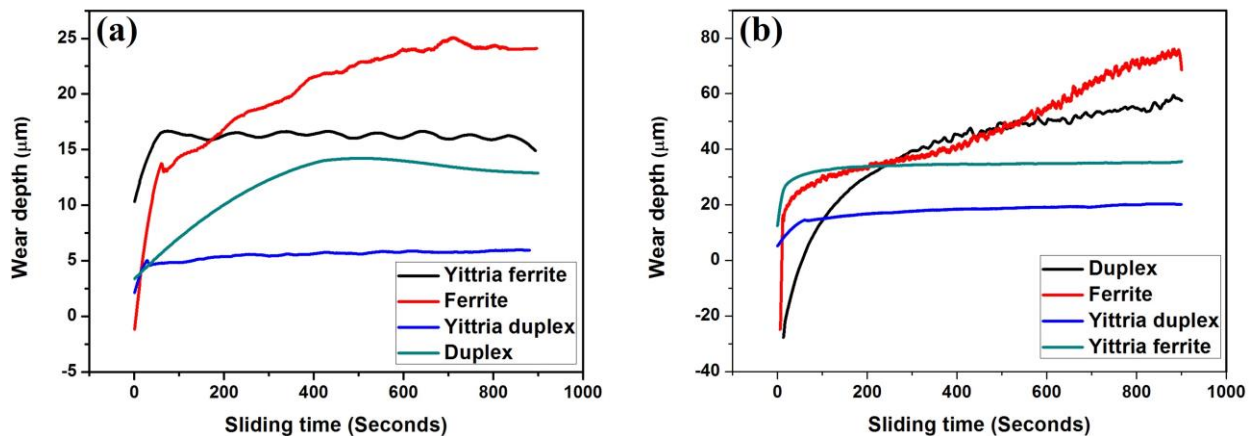 (a)
Wear depth (µm)
25
20
15
10
5
0
-5
Yittria ferrite
Ferrite
Yittria duplex
Duplex
0 200 400 600 800 1000
Sliding time (Seconds)
(b)
Wear depth (µm)
80
60
40
20
0
-20
-40
Duplex
Ferrite
Yittria duplex
Yittria ferrite
0 200 400 600 800 1000
Sliding time (Seconds)